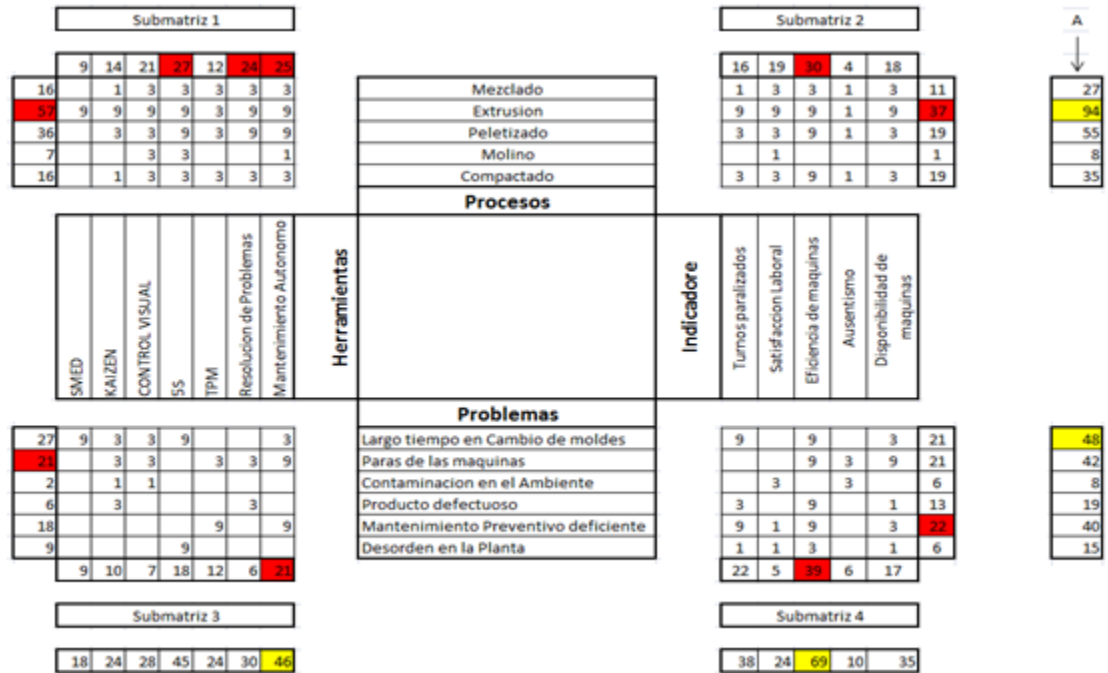 Submatriz 1 Submatriz 2 A
9 14 21 27 12 24 25 16 19 30 4 18
16 1 3 3 3 3 3 Mezclado 1 3 3 1 3 11 27
57 9 9 9 9 3 9 9 Extrusion 9 9 9 1 9 37 94
36 3 3 9 3 9 9 Peletizado 3 3 9 1 3 19 55
7 3 3 1 Molino 1 1 8
16 1 3 3 3 3 3 Compactado 3 3 9 1 3 19 35
Procesos
SMED
KAIZEN
CONTROL VISUAL
5S
TPM
Resolucion de Problemas
Mantenimiento Autonomo
Herramientas
Indicadore
Turnos paralizados
Satisfaccion Laboral
Eficiencia de maquinas
Ausentismo
Disponibilidad de
maquinas
Problemas
27 9 3 3 9 3 Largo tiempo en Cambio de moldes 9 9 3 21 48
21 3 3 3 3 9 Paras de las maquinas 9 3 9 21 42
2 1 1 Contaminacion en el Ambiente 3 3 6 8
6 3 3 Producto defectuoso 3 9 1 13 19
18 9 9 Mantenimiento Preventivo deficiente 9 1 9 3 22 40
9 9 Desorden en la Planta 1 1 3 1 6 15
9 10 7 18 12 6 21 22 5 39 6 17
Submatriz 3 Submatriz 4
18 24 28 45 24 30 46 38 24 69 10 35